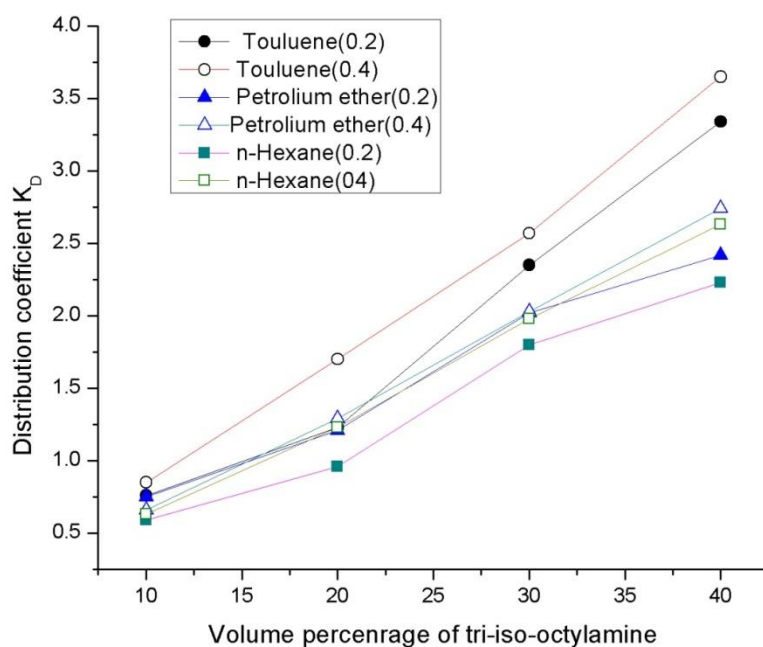 4.0
3.5
3.0
2.5
2.0
1.5
1.0
0.5
Distribution coefficient K_D
Touluene(0.2)
Touluene(0.4)
Petrolium ether(0.2)
Petrolium ether(0.4)
n-Hexane(0.2)
n-Hexane(04)
10 15 20 25 30 35 40
Volume percenrage of tri-iso-octylamine